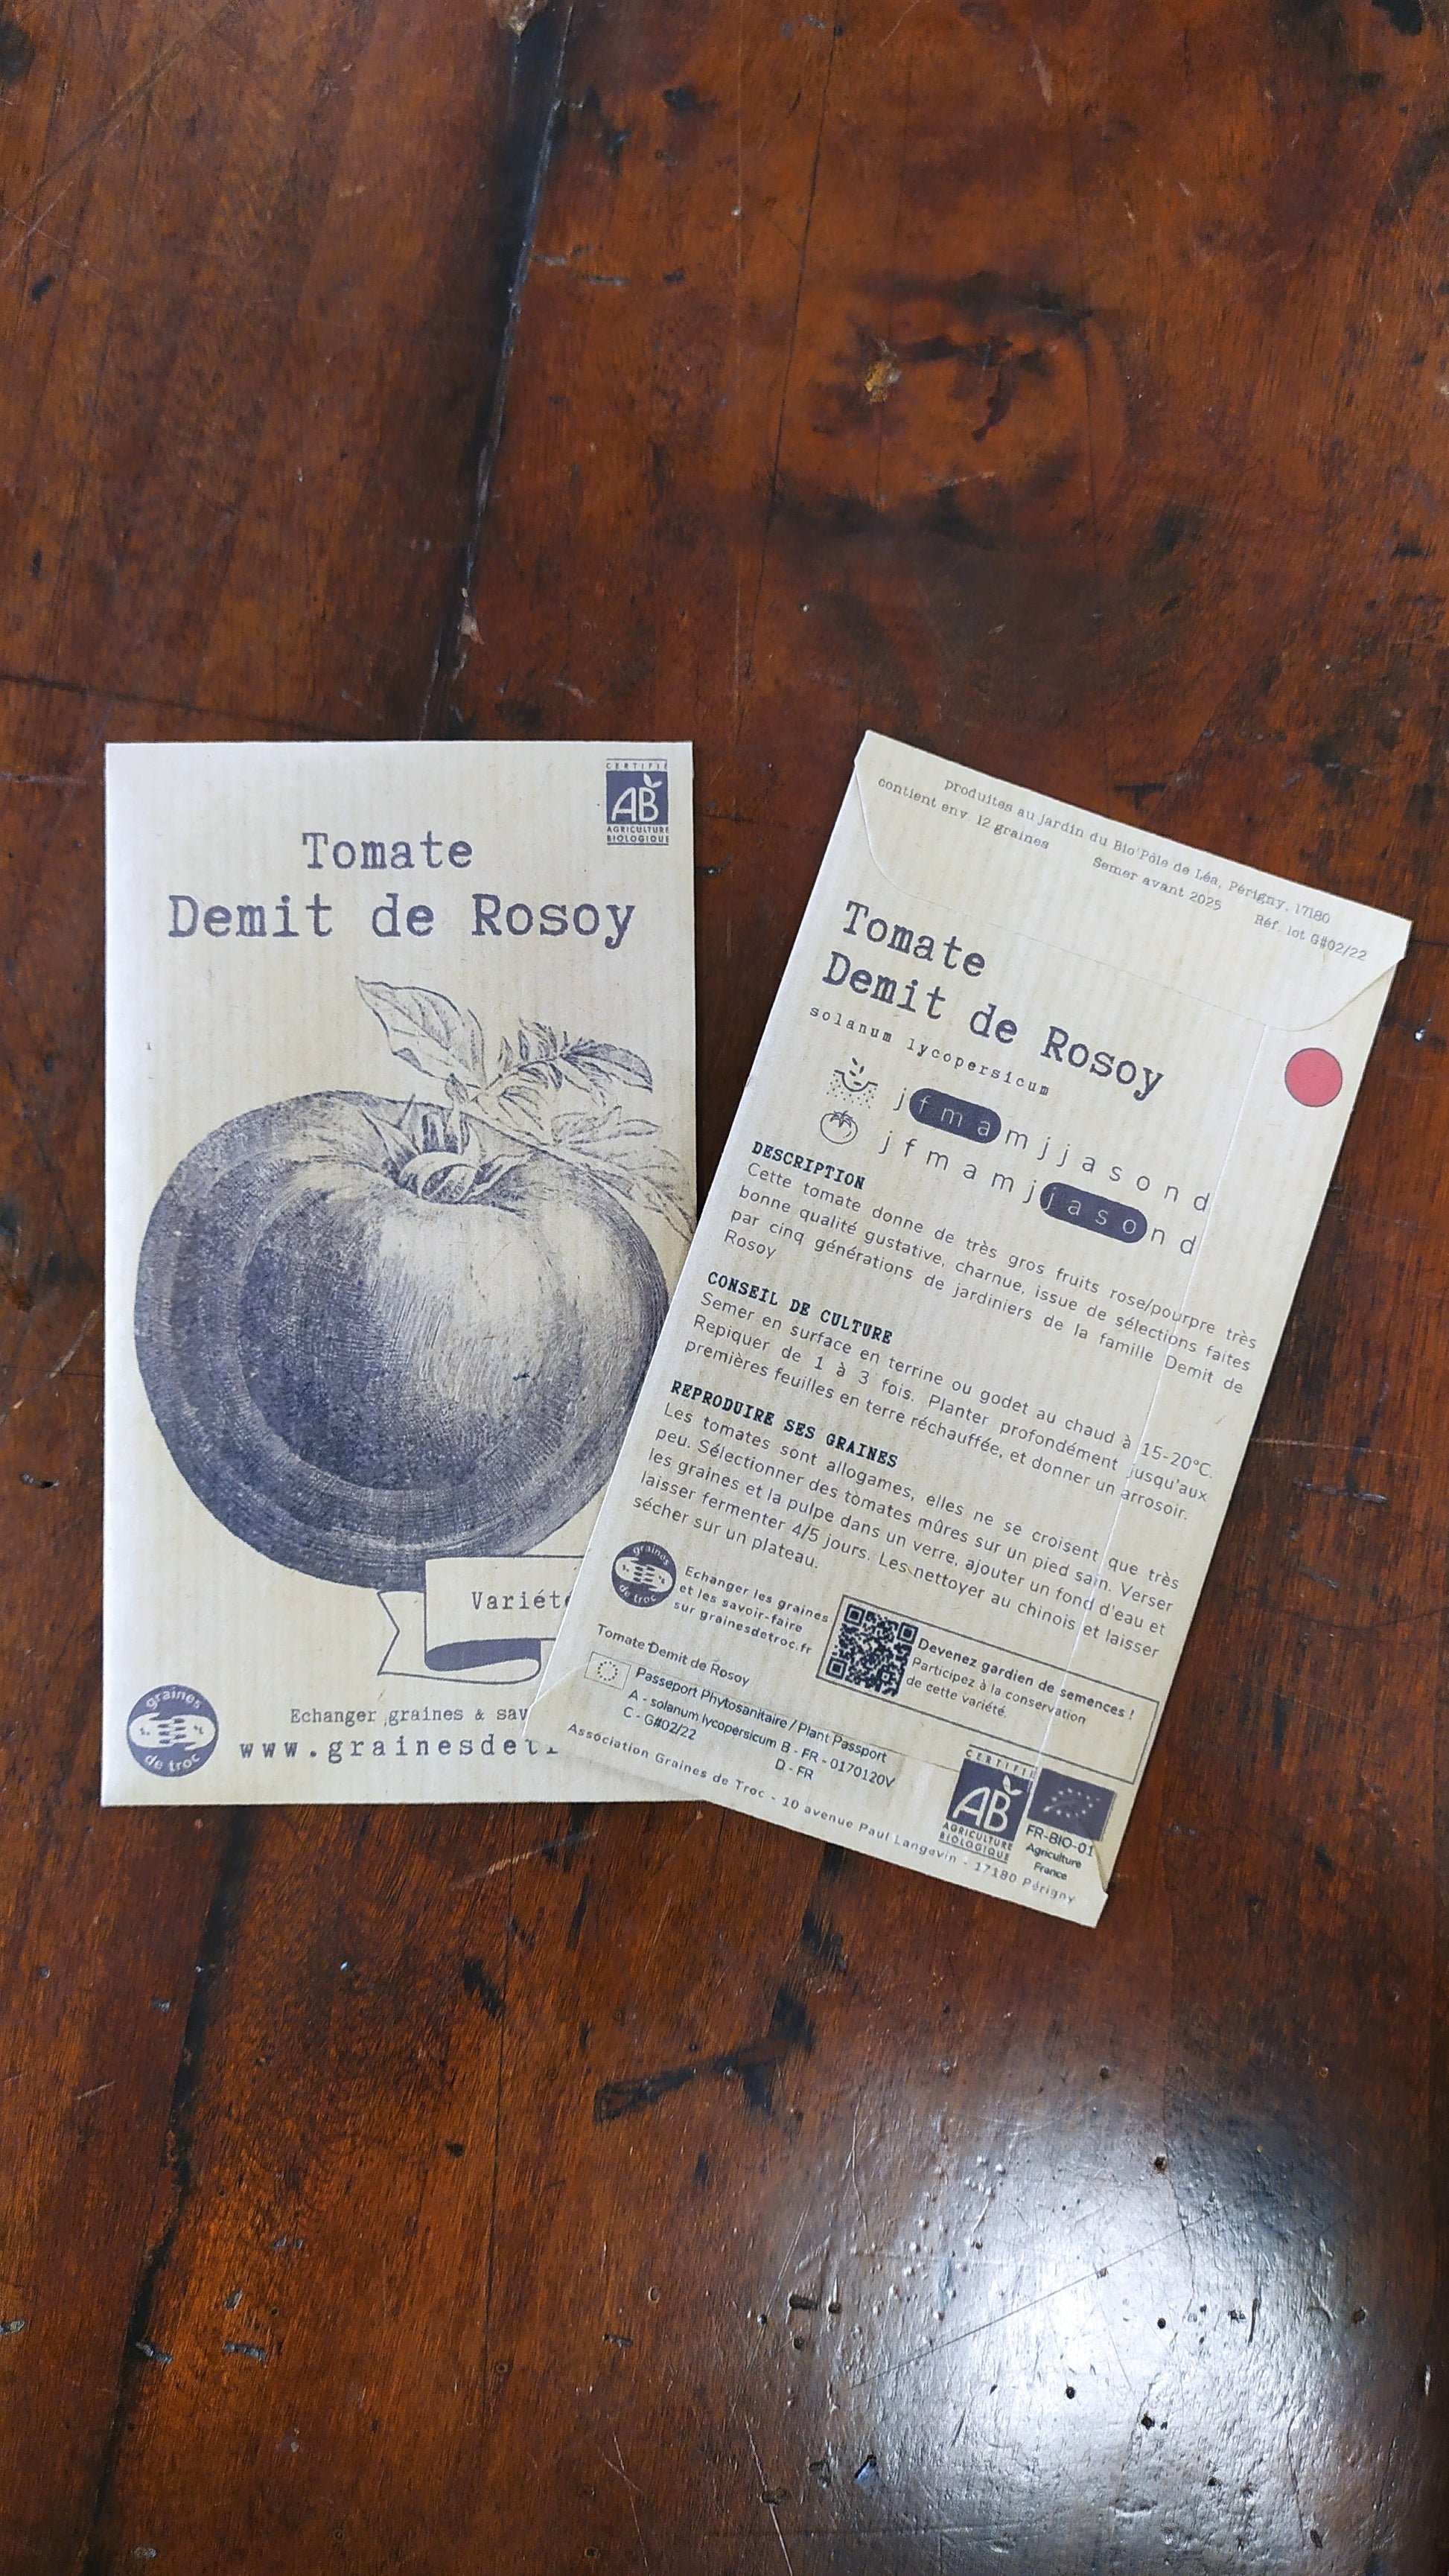 CERTIFIÉ
AB
AGRICULTURE
BIOLOGIQUE
Tomate
Demit de Rosoy
Variété
graines
de troc
Echanger graines & sav
www.grainesdet
produites au jardin du Bio'Pôle de Léa, Périgny, 17180
contient env. 12 graines Semer avant 2025 Réf. lot G#02/22
Tomate
Demit de Rosoy
solanum lycopersicum
j f m a m j j a s o n d
j f m a m j j a s o n d
DESCRIPTION
Cette tomate donne de très gros fruits rose/pourpre très
bonne qualité gustative, charnue, issue de sélections faites
par cinq générations de jardiniers de la famille Demit de
Rosoy
CONSEIL DE CULTURE
Semer en surface en terrine ou godet au chaud à 15-20°C.
Repiquer de 1 à 3 fois. Planter profondément jusqu'aux
premières feuilles en terre réchauffée, et donner un arrosoir.
REPRODUIRE SES GRAINES
Les tomates sont allogames, elles ne se croisent que très
peu. Sélectionner des tomates mûres sur un pied sain. Verser
les graines et la pulpe dans un verre, ajouter un fond d'eau et
laisser fermenter 4/5 jours. Les nettoyer au chinois et laisser
sécher sur un plateau.
graines
de troc
Echanger les graines
et les savoir-faire
sur grainesdetroc.fr
Devenez gardien de semences !
Participez à la conservation
de cette variété.
Tomate Demit de Rosoy
Passeport Phytosanitaire / Plant Passport
A - solanum lycopersicum B - FR - 0170120V
C - G#02/22 D - FR
CERTIFIÉ
AB
AGRICULTURE
BIOLOGIQUE
FR-BIO-01
Agriculture
France
Association Graines de Troc - 10 avenue Paul Langevin - 17180 Périgny